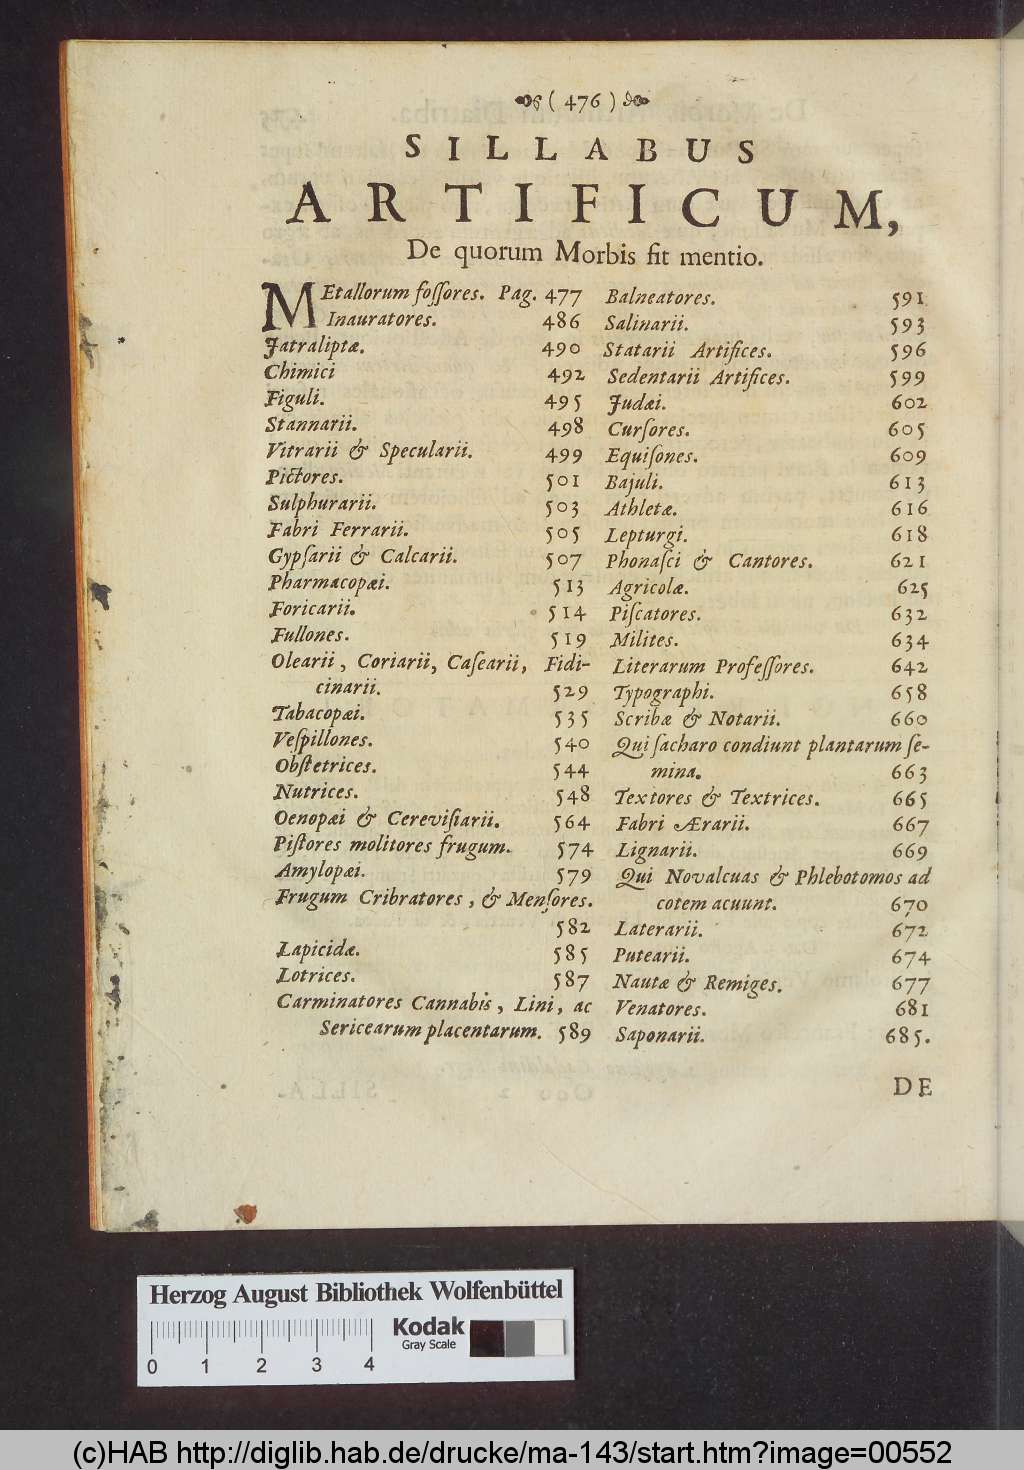 ( 476 )
SILLABUS
ARTIFICUM,
De quorum Morbis fit mentio.
MEtallorum foſſores. Pag. 477
Inauratores. 486
Jatraliptæ. 490
Chimici 492
Figuli. 495
Stannarii. 498
Vitrarii & Specularii. 499
Pictores. 501
Sulphurarii. 503
Fabri Ferrarii. 505
Gypſarii & Calcarii. 507
Pharmacopæi. 513
Foricarii. 514
Fullones. 519
Olearii, Coriarii, Caſearii, Fidi-
cinarii. 529
Tabacopæi. 535
Veſpillones. 540
Obſtetrices. 544
Nutrices. 548
Oenopæi & Cereviſiarii. 564
Piſtores molitores frugum. 574
Amylopæi. 579
Frugum Cribratores, & Menſores.
582
Lapicidæ. 585
Lotrices. 587
Carminatores Cannabis, Lini, ac
Sericearum placentarum. 589
Balneatores. 591
Salinarii. 593
Statarii Artifices. 596
Sedentarii Artifices. 599
Judæi. 602
Curſores. 605
Equiſones. 609
Bajuli. 613
Athletæ. 616
Lepturgi. 618
Phonaſci & Cantores. 621
Agricolæ. 625
Piſcatores. 632
Milites. 634
Literarum Profeſſores. 642
Typographi. 658
Scribæ & Notarii. 660
Qui ſacharo condiunt plantarum ſe-
mina. 663
Textores & Textrices. 665
Fabri Ærarii. 667
Lignarii. 669
Qui Novalcuas & Phlebotomos ad
cotem acuunt. 670
Laterarii. 672
Putearii. 674
Nautæ & Remiges. 677
Venatores. 681
Saponarii. 685.
DE
Herzog August Bibliothek Wolfenbüttel
Kodak
Gray Scale
0 1 2 3 4
(c)HAB http://diglib.hab.de/drucke/ma-143/start.htm?image=00552